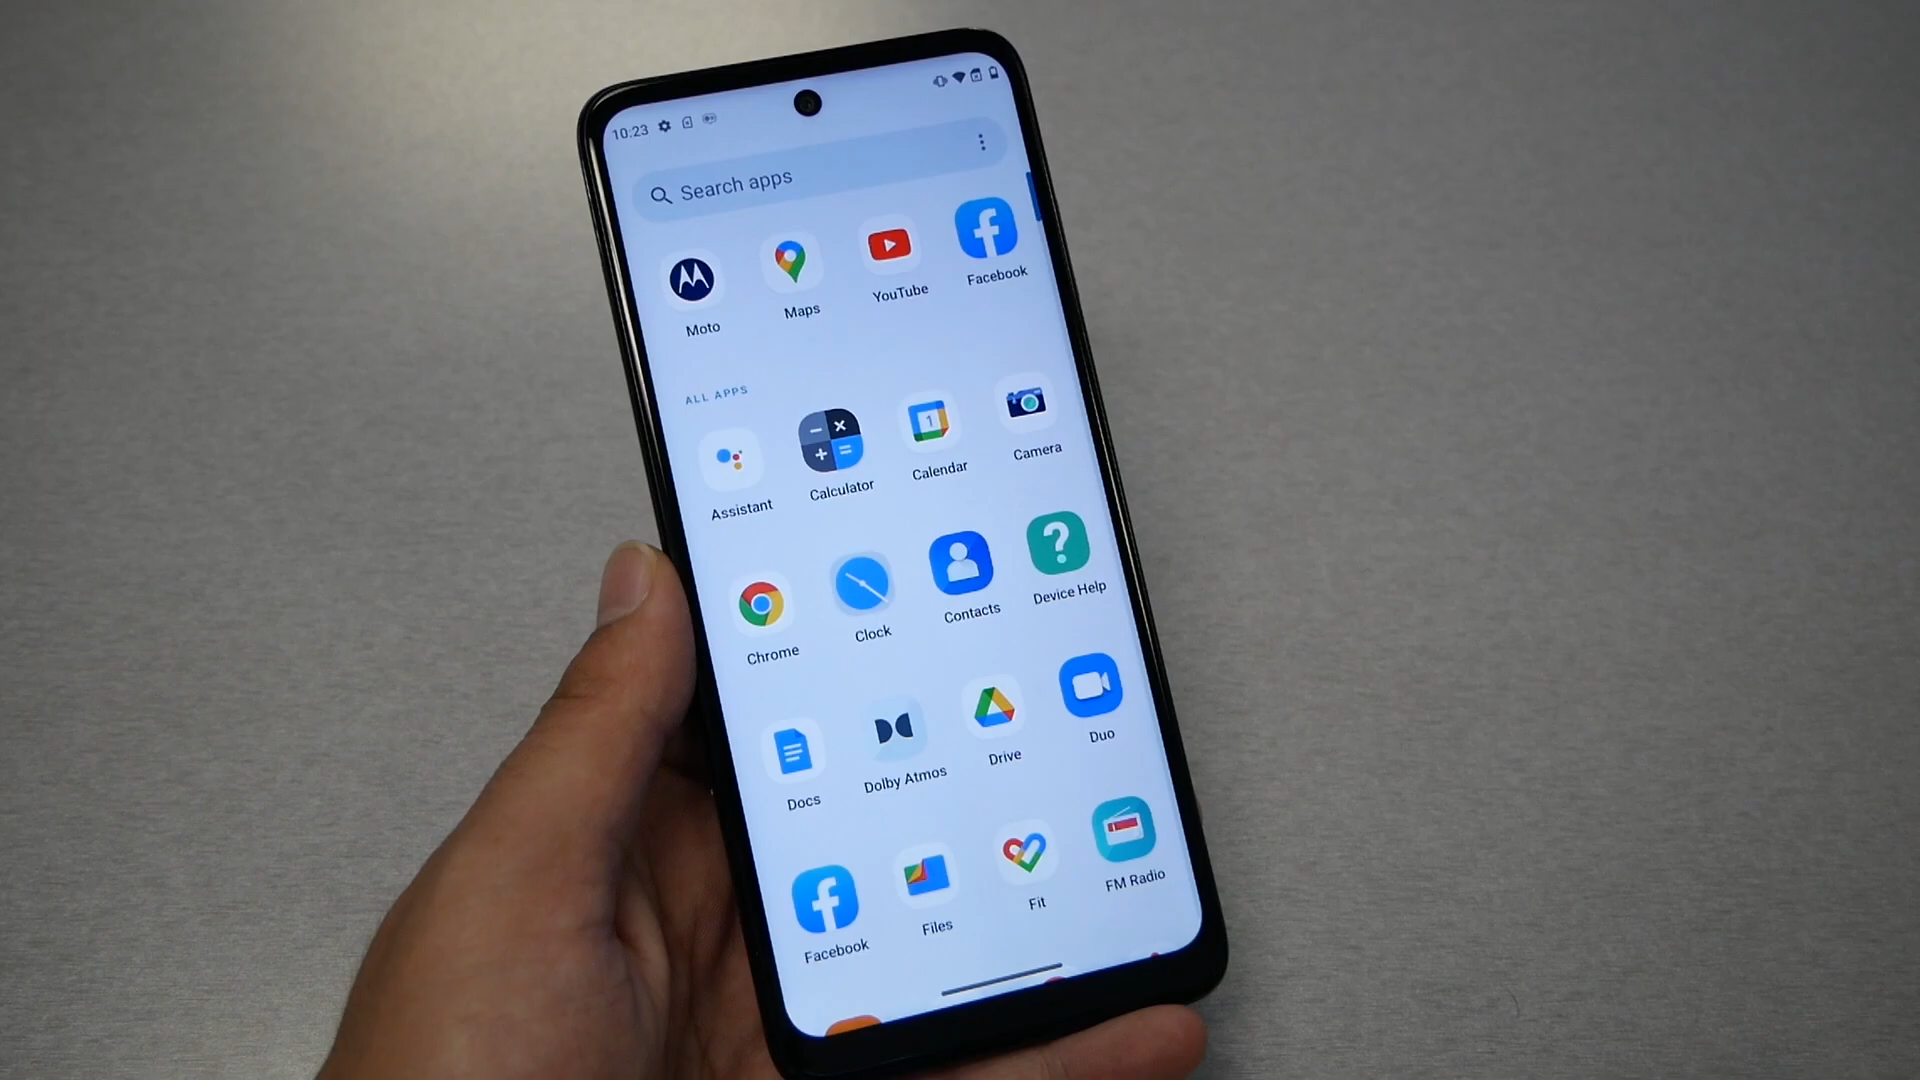 10:23
Search apps
Moto Maps YouTube Facebook
ALL APPS
Assistant Calculator Calendar Camera
1
Chrome Clock Contacts Device Help
Docs Dolby Atmos Drive Duo
Facebook Files Fit FM Radio